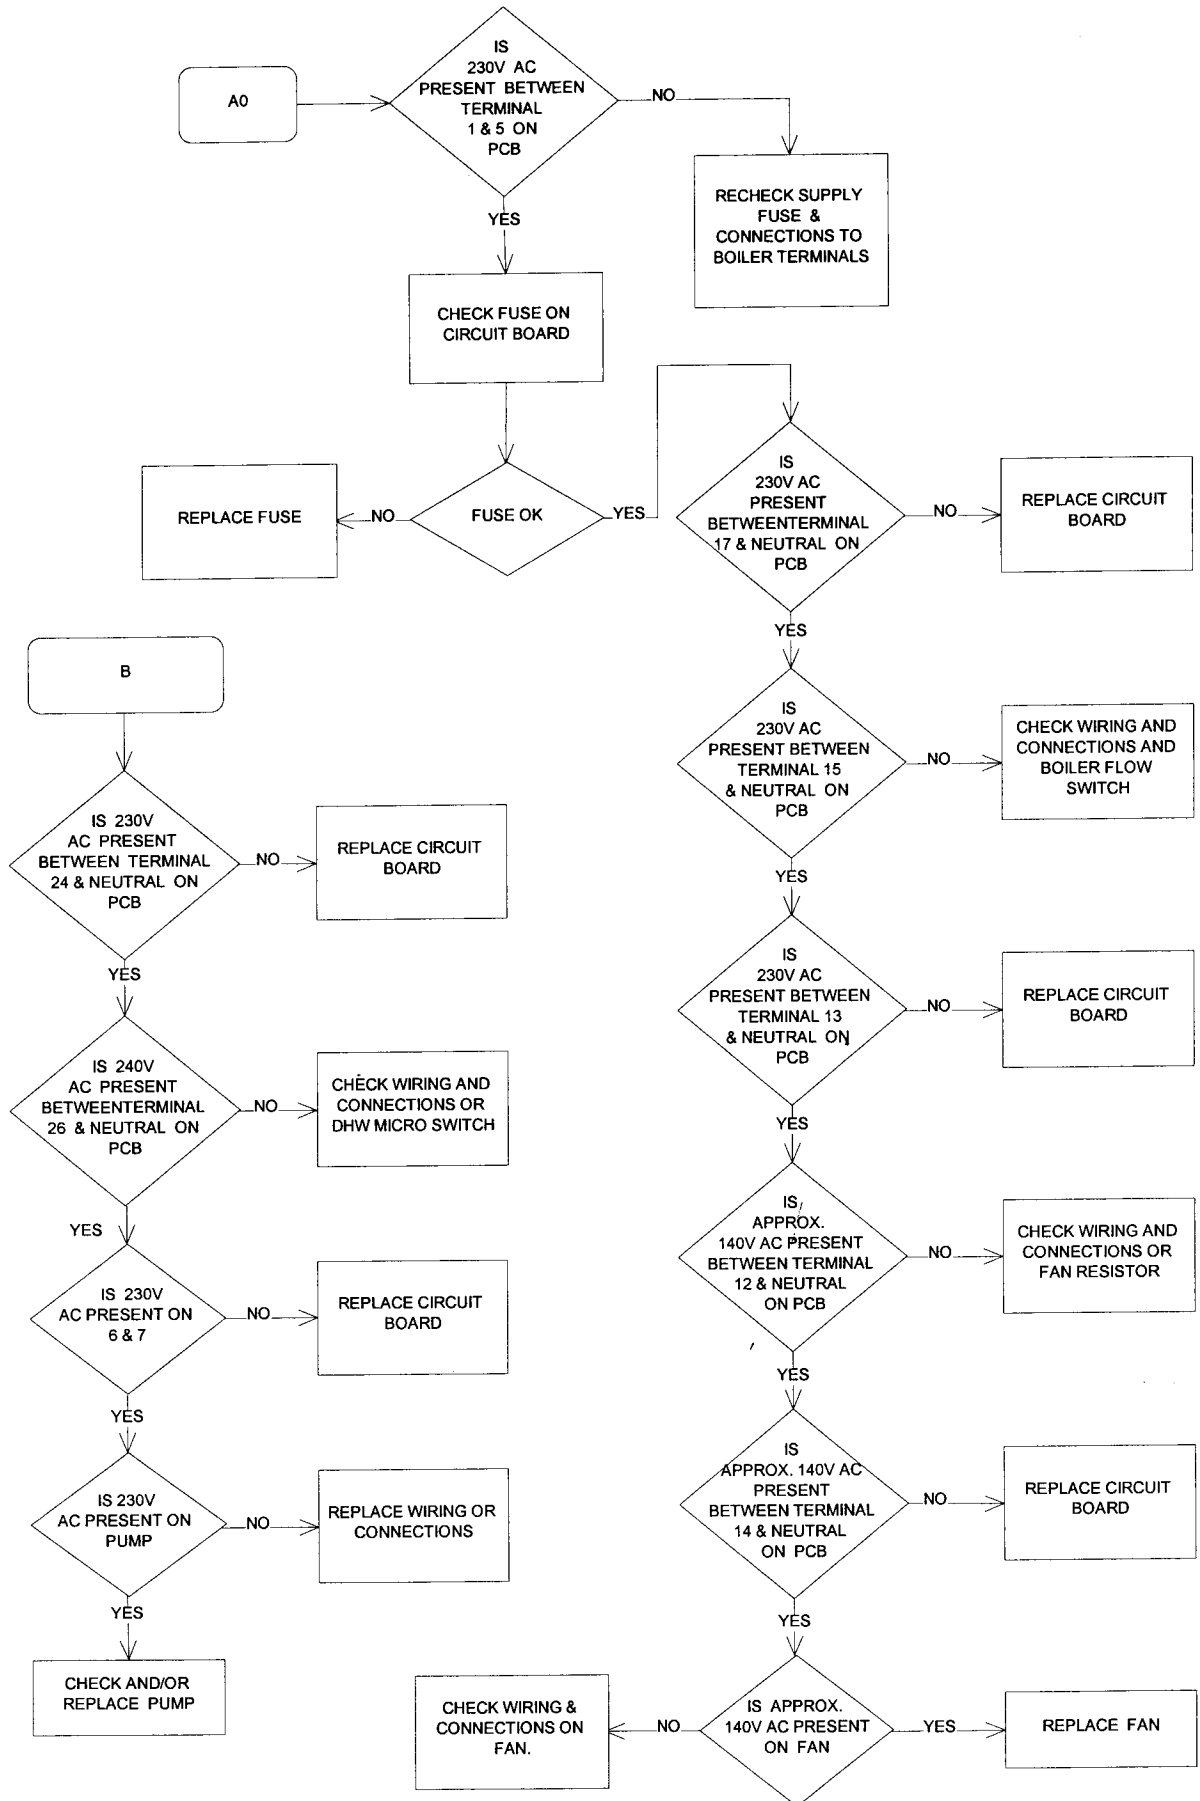 A0
IS
230V AC
PRESENT BETWEEN
TERMINAL
1 & 5 ON
PCB
NO
RECHECK SUPPLY
FUSE &
CONNECTIONS TO
BOILER TERMINALS
YES
CHECK FUSE ON
CIRCUIT BOARD
FUSE OK
NO
REPLACE FUSE
YES
IS
230V AC
PRESENT
BETWEENTERMINAL
17 & NEUTRAL ON
PCB
NO
REPLACE CIRCUIT
BOARD
YES
IS
230V AC
PRESENT BETWEEN
TERMINAL 15
& NEUTRAL ON
PCB
NO
CHECK WIRING AND
CONNECTIONS AND
BOILER FLOW
SWITCH
YES
IS
230V AC
PRESENT BETWEEN
TERMINAL 13
& NEUTRAL ON
PCB
NO
REPLACE CIRCUIT
BOARD
YES
IS
APPROX.
140V AC PRESENT
BETWEEN TERMINAL
12 & NEUTRAL
ON PCB
NO
CHECK WIRING AND
CONNECTIONS OR
FAN RESISTOR
YES
IS
APPROX. 140V AC
PRESENT
BETWEEN TERMINAL
14 & NEUTRAL
ON PCB
NO
REPLACE CIRCUIT
BOARD
YES
IS APPROX.
140V AC PRESENT
ON FAN
NO
CHECK WIRING &
CONNECTIONS ON
FAN.
YES
REPLACE FAN
B
IS 230V
AC PRESENT
BETWEEN TERMINAL
24 & NEUTRAL ON
PCB
NO
REPLACE CIRCUIT
BOARD
YES
IS 240V
AC PRESENT
BETWEENTERMINAL
26 & NEUTRAL ON
PCB
NO
CHECK WIRING AND
CONNECTIONS OR
DHW MICRO SWITCH
YES
IS 230V
AC PRESENT ON
6 & 7
NO
REPLACE CIRCUIT
BOARD
YES
IS 230V
AC PRESENT ON
PUMP
NO
REPLACE WIRING OR
CONNECTIONS
YES
CHECK AND/OR
REPLACE PUMP